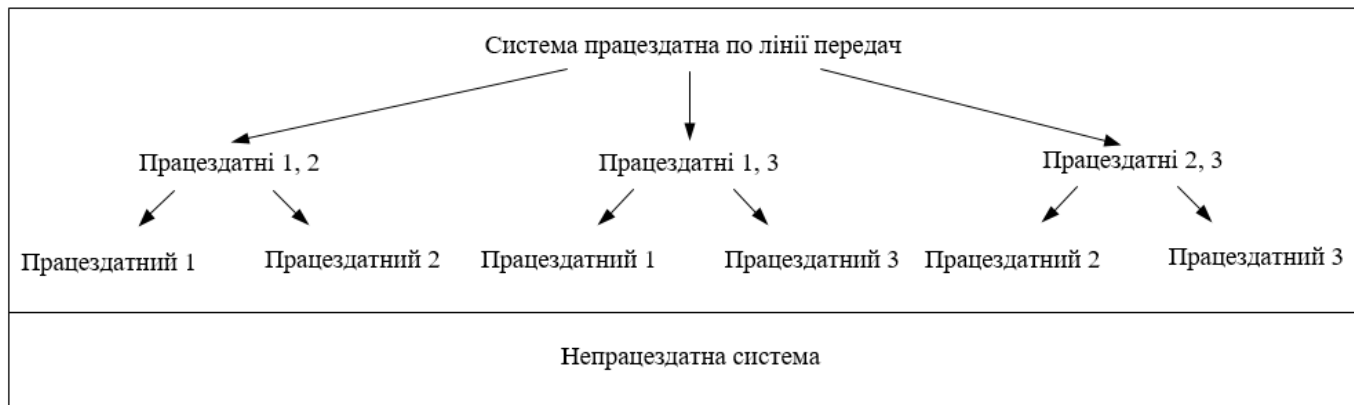 Система працездатна по лінії передач
Працездатні 1, 2
Працездатні 1, 3
Працездатні 2, 3
Працездатний 1
Працездатний 2
Працездатний 1
Працездатний 3
Працездатний 2
Працездатний 3
Непрацездатна система